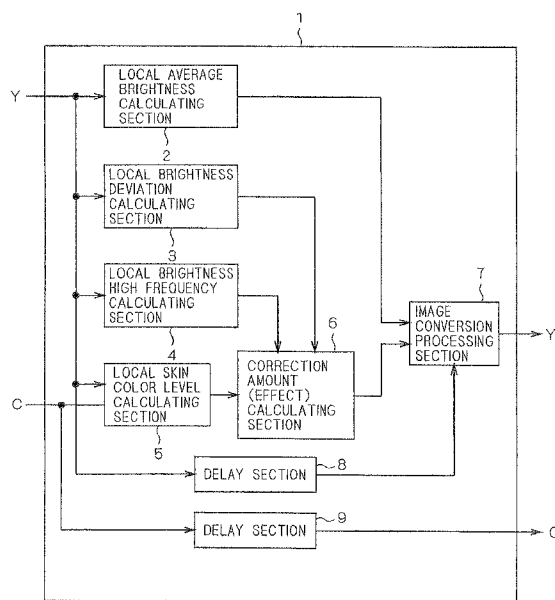 1
Y
LOCAL AVERAGE
BRIGHTNESS
CALCULATING
SECTION
2
LOCAL BRIGHTNESS
DEVIATION
CALCULATING
SECTION
3
LOCAL BRIGHTNESS
HIGH FREQUENCY
CALCULATING
SECTION
4
C
LOCAL SKIN
COLOR LEVEL
CALCULATING
SECTION
5
6
CORRECTION
AMOUNT
(EFFECT)
CALCULATING
SECTION
7
IMAGE
CONVERSION
PROCESSING
SECTION
Y
DELAY SECTION
8
DELAY SECTION
9
C